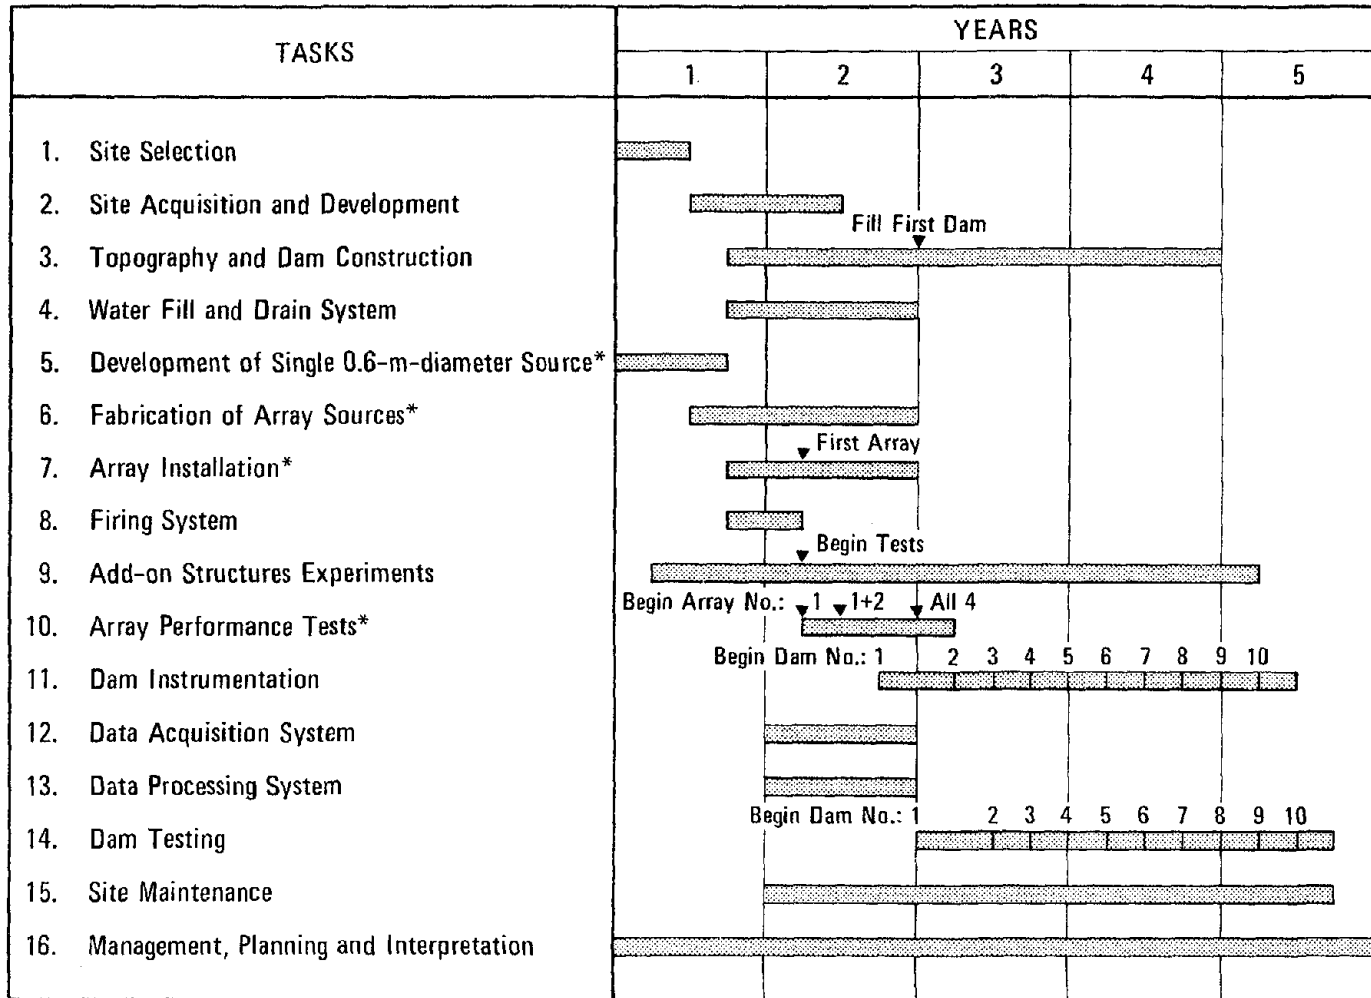 TASKS
YEARS
1 2 3 4 5
1. Site Selection
2. Site Acquisition and Development
Fill First Dam
3. Topography and Dam Construction
4. Water Fill and Drain System
5. Development of Single 0.6-m-diameter Source*
6. Fabrication of Array Sources*
First Array
7. Array Installation*
8. Firing System
Begin Tests
9. Add-on Structures Experiments
Begin Array No.: 1 1+2 All 4
10. Array Performance Tests*
Begin Dam No.: 1 2 3 4 5 6 7 8 9 10
11. Dam Instrumentation
12. Data Acquisition System
13. Data Processing System
Begin Dam No.: 1 2 3 4 5 6 7 8 9 10
14. Dam Testing
15. Site Maintenance
16. Management, Planning and Interpretation